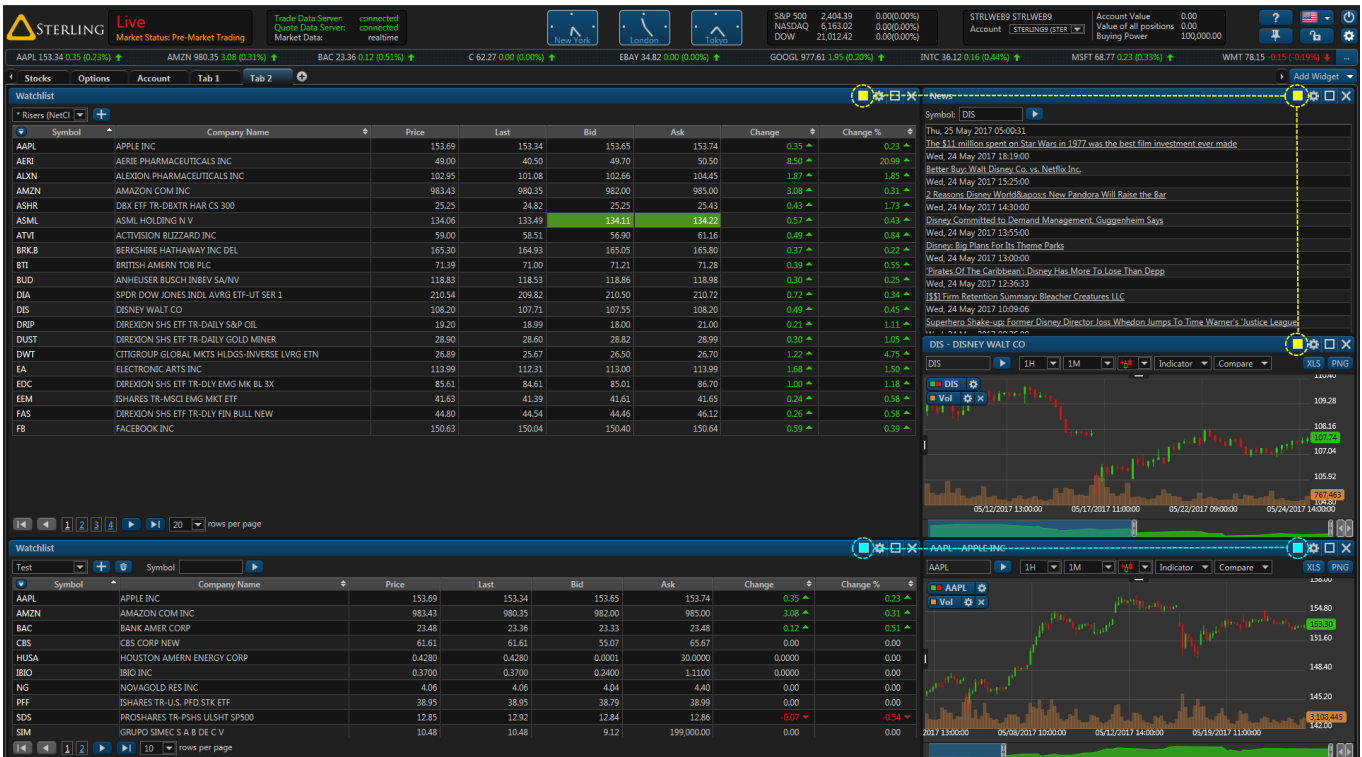 STERLING
Live
Market Status: Pre-Market Trading
Trade Data Server: connected
Quote Data Server: connected
Market Data: realtime
New York
London
Tokyo
S&P 500 2,404.39 0.00(0.00%)
NASDAQ 6,163.02 0.00(0.00%)
DOW 21,012.42 0.00(0.00%)
STRLWEB9 STRLWEB9
Account STERLING9 (STER
Account Value 0.00
Value of all positions 0.00
Buying Power 100,000.00
?
AAPL 153.34 0.35 (0.23%) AMZN 980.35 3.08 (0.31%) BAC 23.36 0.12 (0.51%) C 62.27 0.00 (0.00%) EBAY 34.82 0.00 (0.00%) GOOGL 977.61 1.95 (0.20%) INTC 36.12 0.16 (0.44%) MSFT 68.77 0.23 (0.33%) WMT 78.15 -0.15 (-0.19%) ...
Stocks Options Account Tab 1 Tab 2 Add Widget
Watchlist
* Risers (NetCl
Symbol Company Name Price Last Bid Ask Change Change %
AAPL APPLE INC 153.69 153.34 153.65 153.74 0.35 0.23
AERI AERIE PHARMACEUTICALS INC 49.00 40.50 49.70 50.50 8.50 20.99
ALXN ALEXION PHARMACEUTICALS INC 102.95 101.08 102.66 104.45 1.87 1.85
AMZN AMAZON COM INC 983.43 980.35 982.00 985.00 3.08 0.31
ASHR DBX ETF TR-DBXTR HAR CS 300 25.25 24.82 25.25 25.43 0.43 1.73
ASML ASML HOLDING N V 134.06 133.49 134.11 134.22 0.57 0.43
ATVI ACTIVISION BLIZZARD INC 59.00 58.51 56.90 61.16 0.49 0.84
BRK.B BERKSHIRE HATHAWAY INC DEL 165.30 164.93 165.05 165.80 0.37 0.22
BTI BRITISH AMERN TOB PLC 71.39 71.00 71.21 71.28 0.39 0.55
BUD ANHEUSER BUSCH INBEV SA/NV 118.83 118.53 118.86 118.98 0.30 0.25
DIA SPDR DOW JONES INDL AVRG ETF-UT SER 1 210.54 209.82 210.50 210.72 0.72 0.34
DIS DISNEY WALT CO 108.20 107.71 107.55 108.20 0.49 0.45
DRIP DIREXION SHS ETF TR-DAILY S&P OIL 19.20 18.99 18.00 21.00 0.21 1.11
DUST DIREXION SHS ETF TR-DAILY GOLD MINER 28.90 28.60 28.82 28.99 0.30 1.05
DWT CITIGROUP GLOBAL MKTS HLDGS-INVERSE LVRG ETN 26.89 25.67 26.50 26.70 1.22 4.75
EA ELECTRONIC ARTS INC 113.99 112.31 113.00 113.99 1.68 1.50
EDC DIREXION SHS ETF TR-DLY EMG MK BL 3X 85.61 84.61 85.01 86.70 1.00 1.18
EEM ISHARES TR-MSCI EMG MKT ETF 41.63 41.39 41.61 41.65 0.24 0.58
FAS DIREXION SHS ETF TR-DLY FIN BULL NEW 44.80 44.54 44.46 46.12 0.26 0.58
FB FACEBOOK INC 150.63 150.04 150.40 150.64 0.59 0.39
1 2 3 4 20 rows per page
News
Symbol: DIS
Thu, 25 May 2017 05:00:31
The $11 million spent on Star Wars in 1977 was the best film investment ever made
Wed, 24 May 2017 18:19:00
Better Buy: Walt Disney Co. vs. Netflix Inc.
Wed, 24 May 2017 15:25:00
2 Reasons Disney World&apos;s New Pandora Will Raise the Bar
Wed, 24 May 2017 14:30:00
Disney Committed to Demand Management, Guggenheim Says
Wed, 24 May 2017 13:55:00
Disney: Big Plans For Its Theme Parks
Wed, 24 May 2017 13:00:00
'Pirates Of The Caribbean': Disney Has More To Lose Than Depp
Wed, 24 May 2017 12:36:33
[$$] Firm Retention Summary: Bleacher Creatures LLC
Wed, 24 May 2017 10:09:06
Superhero Shake-up: Former Disney Director Joss Whedon Jumps To Time Warner's 'Justice League'
DIS - DISNEY WALT CO
DIS 1H 1M Indicator Compare XLS PNG
DIS
Vol
110.40
109.28
108.16
107.74
107.04
105.92
767,463
05/12/2017 13:00:00 05/17/2017 11:00:00 05/22/2017 09:00:00 05/24/2017 14:00:00
Watchlist
Test Symbol
Symbol Company Name Price Last Bid Ask Change Change %
AAPL APPLE INC 153.69 153.34 153.65 153.74 0.35 0.23
AMZN AMAZON COM INC 983.43 980.35 982.00 985.00 3.08 0.31
BAC BANK AMER CORP 23.48 23.36 23.33 23.48 0.12 0.51
CBS CBS CORP NEW 61.61 61.61 55.07 65.67 0.00 0.00
HUSA HOUSTON AMERN ENERGY CORP 0.4280 0.4280 0.0001 30.0000 0.0000 0.00
IBIO IBIO INC 0.3700 0.3700 0.2400 1.1100 0.0000 0.00
NG NOVAGOLD RES INC 4.06 4.06 4.04 4.40 0.00 0.00
PFF ISHARES TR-U.S. PFD STK ETF 38.95 38.95 38.79 38.99 0.00 0.00
SDS PROSHARES TR-PSHS ULSHT SP500 12.85 12.92 12.84 12.86 -0.07 -0.54
SIM GRUPO SIMEC S A B DE C V 10.48 10.48 9.12 199,000.00 0.00 0.00
1 2 10 rows per page
AAPL - APPLE INC
AAPL 1H 1M Indicator Compare XLS PNG
AAPL
Vol
154.80
153.30
151.60
148.40
145.20
3,108,445
142.00
2017 13:00:00 05/08/2017 10:00:00 05/12/2017 14:00:00 05/19/2017 11:00:00